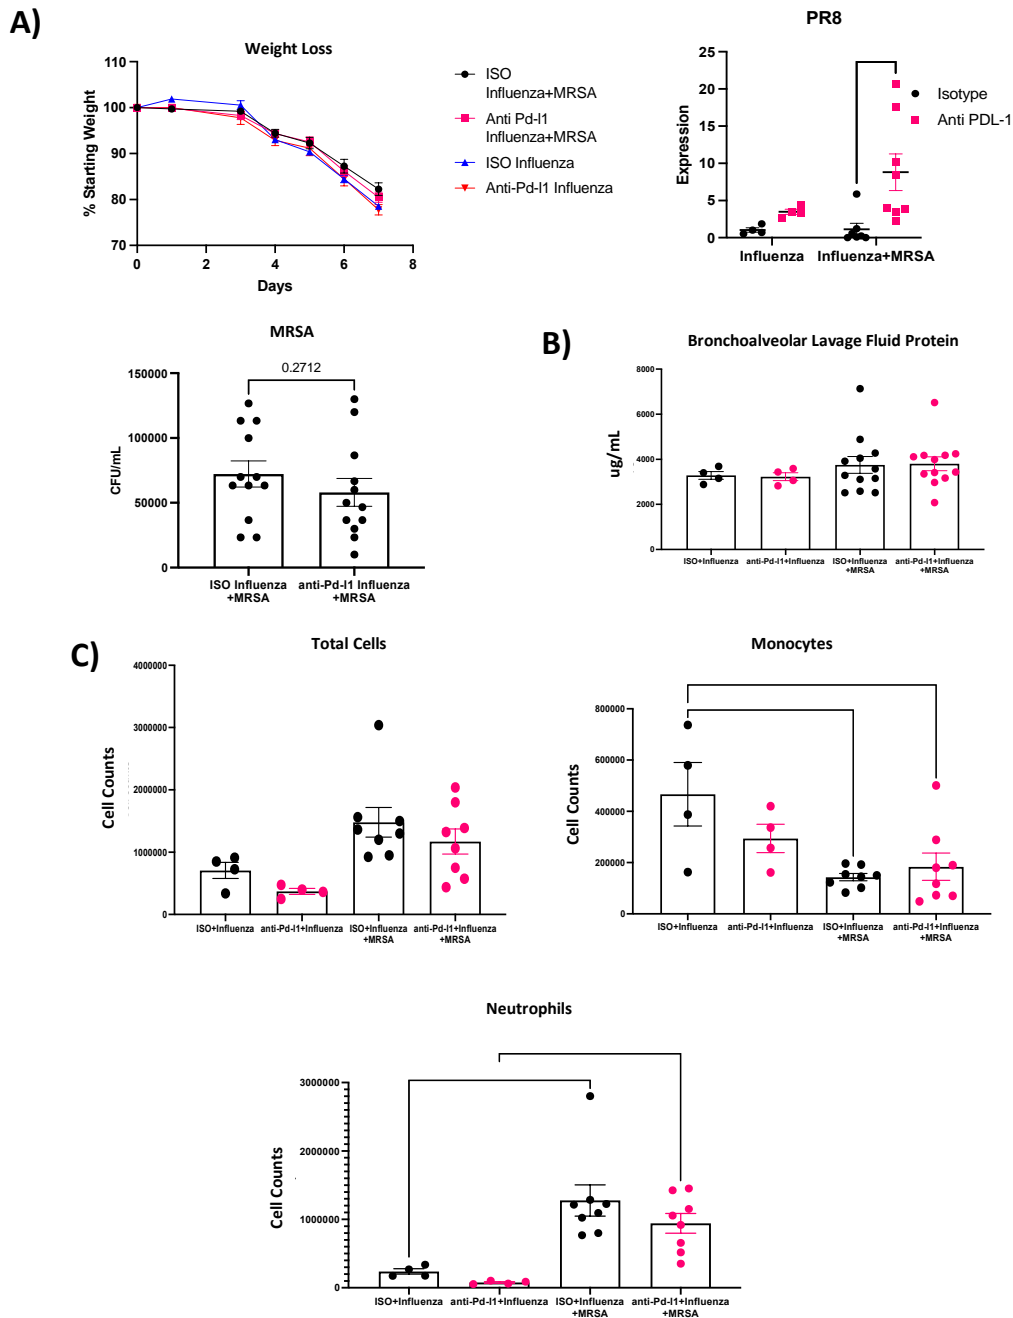 A)
Weight Loss
110
100
90
80
70
% Starting Weight
0
2
4
6
8
Days
ISO
Influenza+MRSA
Anti Pd-l1
Influenza+MRSA
ISO Influenza
Anti-Pd-l1 Influenza
PR8
25
20
15
10
5
0
Expression
Influenza
Influenza+MRSA
Isotype
Anti PDL-1
MRSA
0.2712
150000
100000
50000
0
CFU/mL
ISO Influenza
+MRSA
anti-Pd-l1 Influenza
+MRSA
B)
Bronchoalveolar Lavage Fluid Protein
8000
6000
4000
2000
0
ug/mL
ISO+Influenza
anti-Pd-l1+Influenza
ISO+Influenza
+MRSA
anti-Pd-l1+Influenza
+MRSA
C)
Total Cells
4000000
3000000
2000000
1000000
0
Cell Counts
ISO+Influenza
anti-Pd-l1+Influenza
ISO+Influenza
+MRSA
anti-Pd-l1+Influenza
+MRSA
Monocytes
800000
600000
400000
200000
0
Cell Counts
ISO+Influenza
anti-Pd-l1+Influenza
ISO+Influenza
+MRSA
anti-Pd-l1+Influenza
+MRSA
Neutrophils
3000000
2000000
1000000
0
Cell Counts
ISO+Influenza
anti-Pd-l1+Influenza
ISO+Influenza
+MRSA
anti-Pd-l1+Influenza
+MRSA